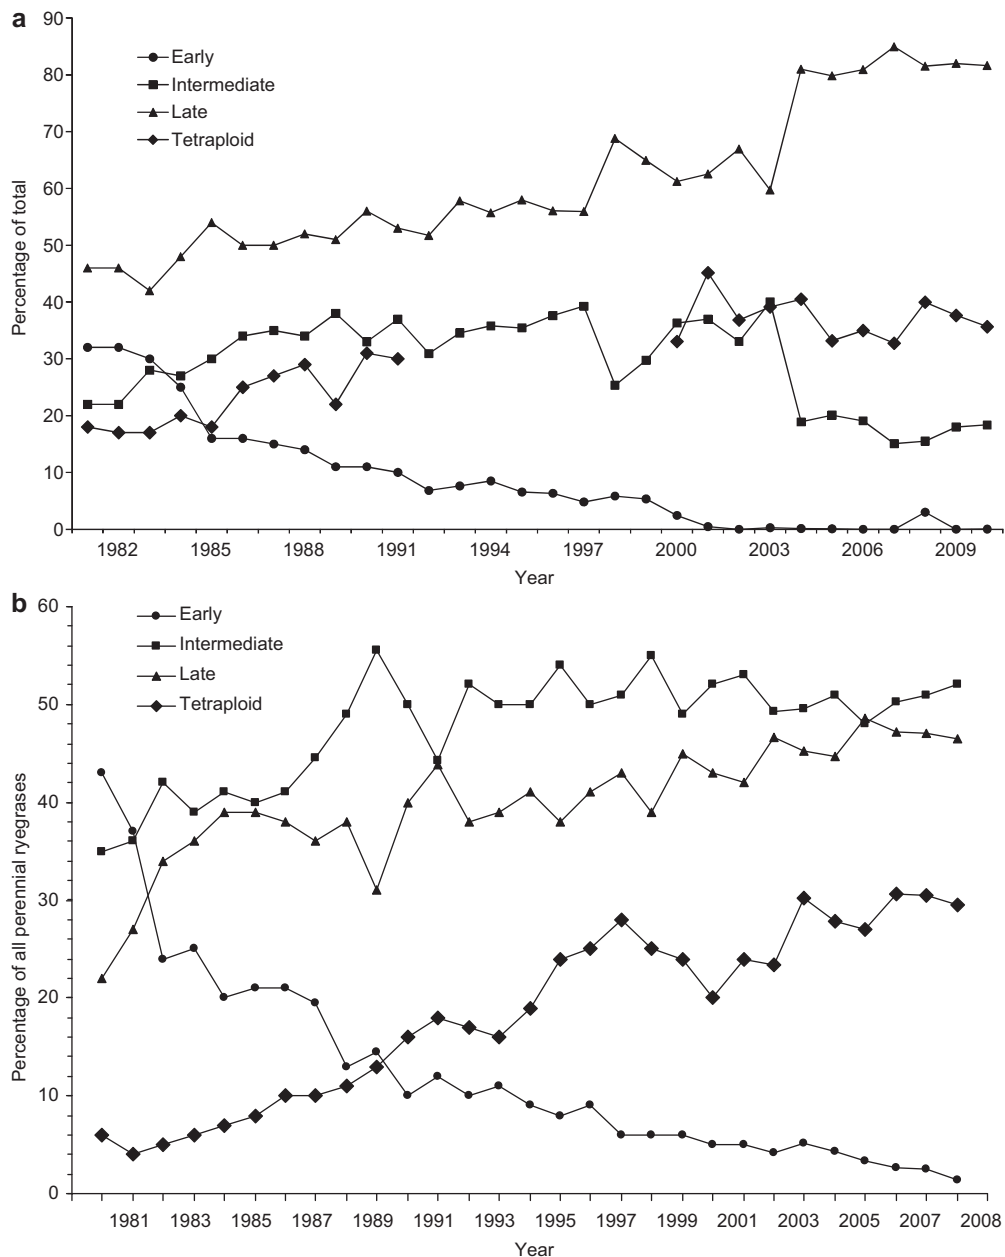 a
90
80
70
60
50
40
30
20
10
0
Percentage of total
Early
Intermediate
Late
Tetraploid
1982 1985 1988 1991 1994 1997 2000 2003 2006 2009
Year
b
60
50
40
30
20
10
0
Percentage of all perennial ryegrases
Early
Intermediate
Late
Tetraploid
1981 1983 1985 1987 1989 1991 1993 1995 1997 1999 2001 2003 2005 2007 2008
Year